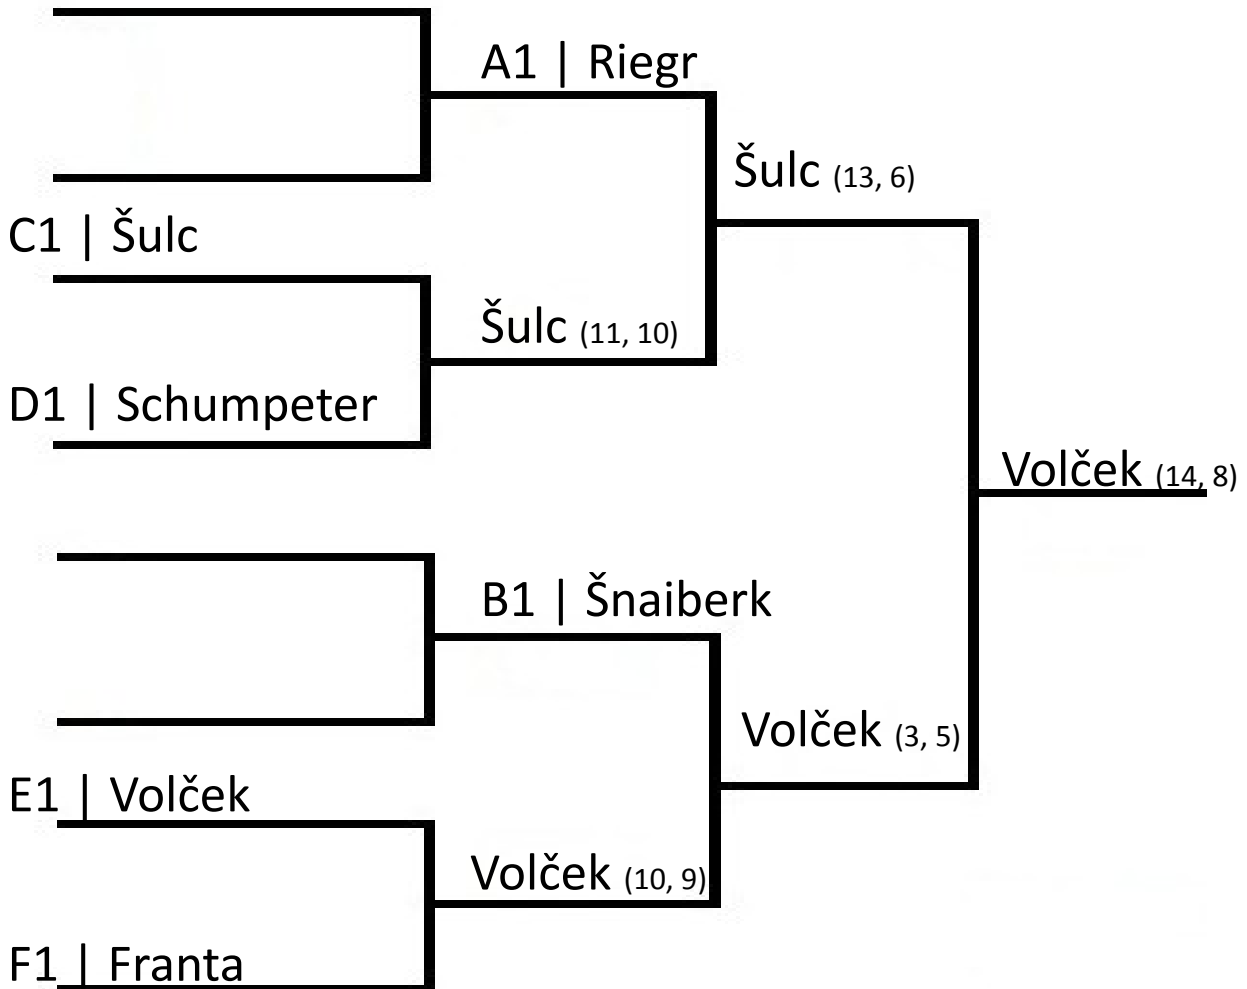 A1 | Riegr
Šulc (13, 6)
C1 | Šulc
Šulc (11, 10)
D1 | Schumpeter
Volček (14, 8)
B1 | Šnaiberk
Volček (3, 5)
E1 | Volček
Volček (10, 9)
F1 | Franta